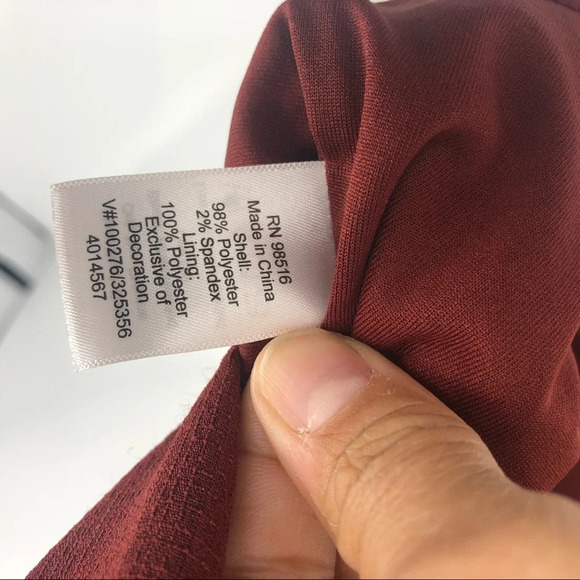 RN 98516
Made in China
Shell:
98% Polyester
2% Spandex
Lining:
100% Polyester
Exclusive of
Decoration
V#100276/325356
4014567